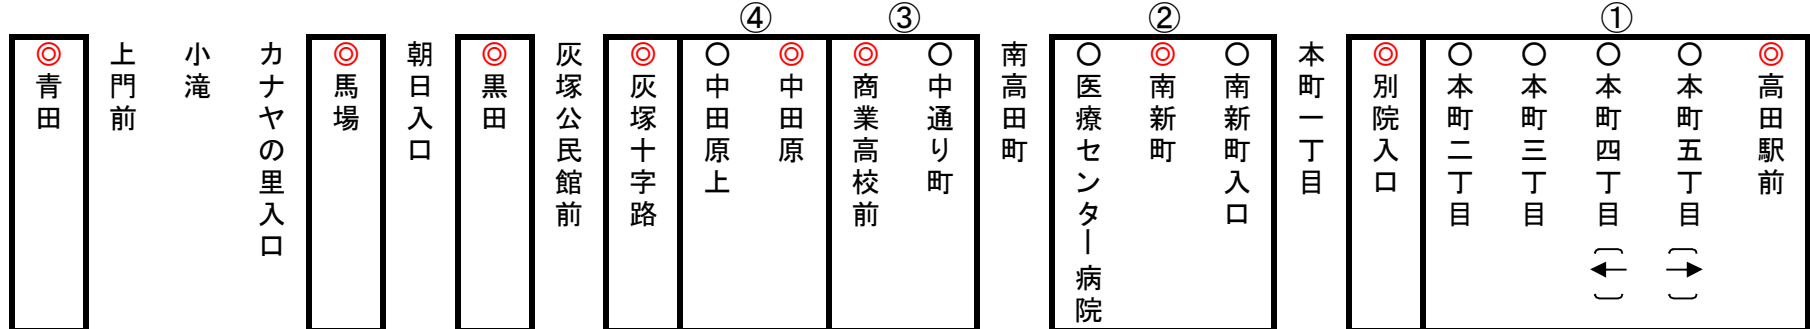 ④ ③ ② ①
◎青田
上門前
小滝
カナヤの里入口
◎馬場
朝日入口
◎黒田
灰塚公民館前
◎灰塚十字路
○中田原上
◎中田原
◎商業高校前
○中通り町
南高田町
○医療センター病院
◎南新町
○南新町入口
本町一丁目
◎別院入口
○本町二丁目
○本町三丁目
○本町四丁目（←）
○本町五丁目（→）
◎高田駅前